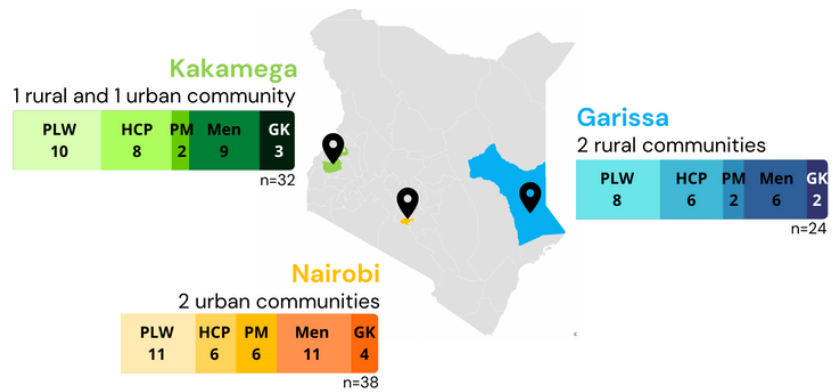 Kakamega
1 rural and 1 urban community
PLW HCP PM Men GK
10 8 2 9 3
n=32
Garissa
2 rural communities
PLW HCP PM Men GK
8 6 2 6 2
n=24
Nairobi
2 urban communities
PLW HCP PM Men GK
11 6 6 11 4
n=38